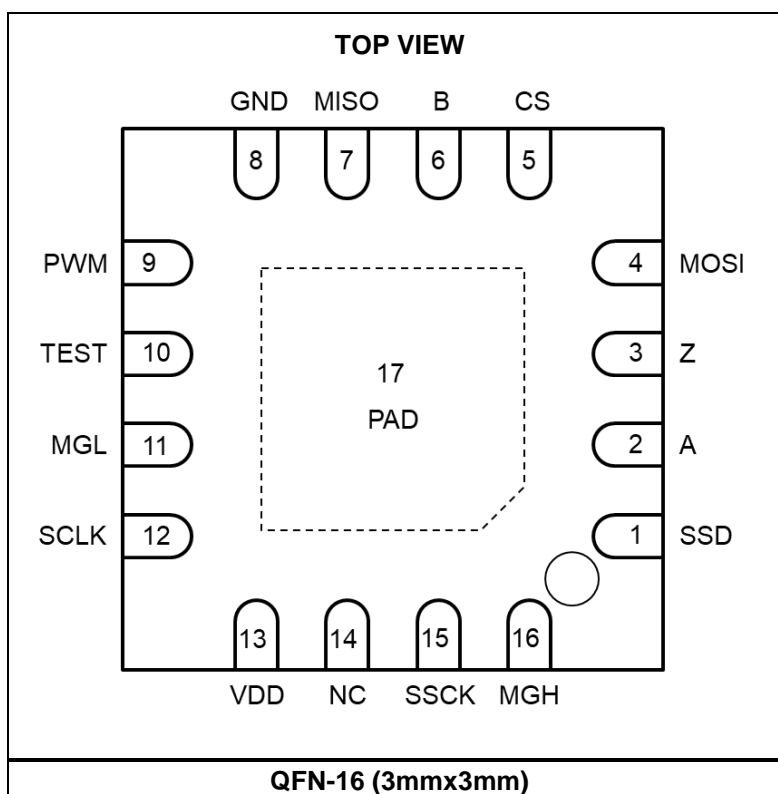 TOP VIEW
GND MISO B CS
8 7 6 5
PWM 9 4 MOSI
TEST 10 3 Z
17
PAD
MGL 11 2 A
SCLK 12 1 SSD
13 14 15 16
VDD NC SSCK MGH
QFN-16 (3mmx3mm)